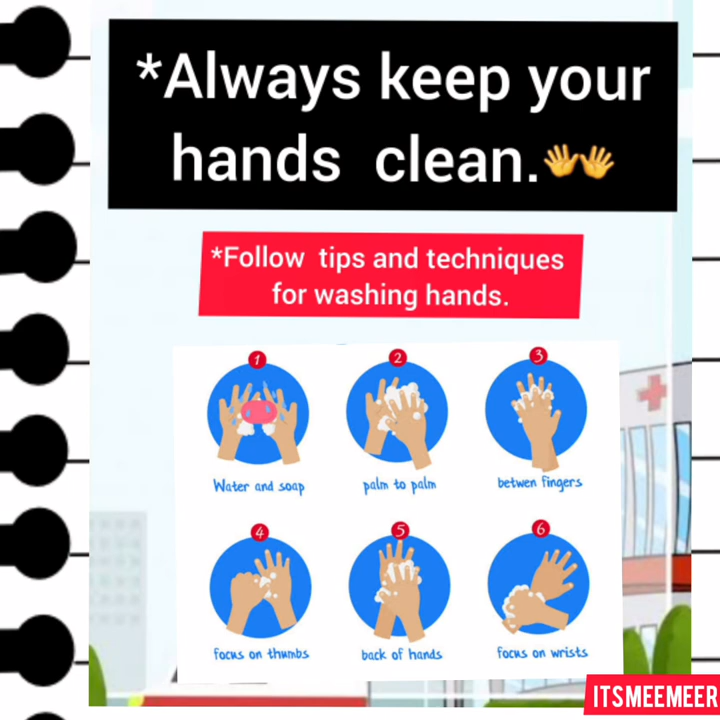 *Always keep your
hands clean.👐
*Follow tips and techniques
for washing hands.
1
2
3
Water and soap
palm to palm
betwen fingers
4
5
6
focus on thumbs
back of hands
focus on wrists
ITSMEEMEER